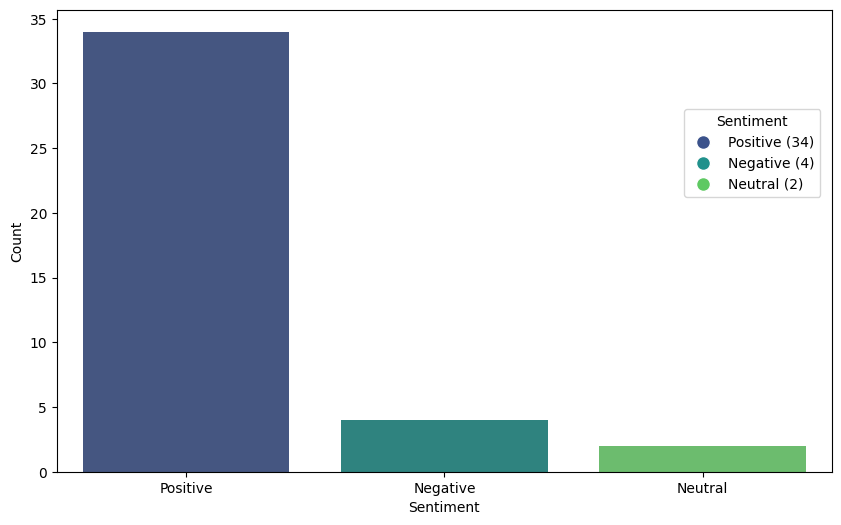 35
30
25
20
15
10
5
0
Count
Sentiment
Positive (34)
Negative (4)
Neutral (2)
Positive
Negative
Neutral
Sentiment